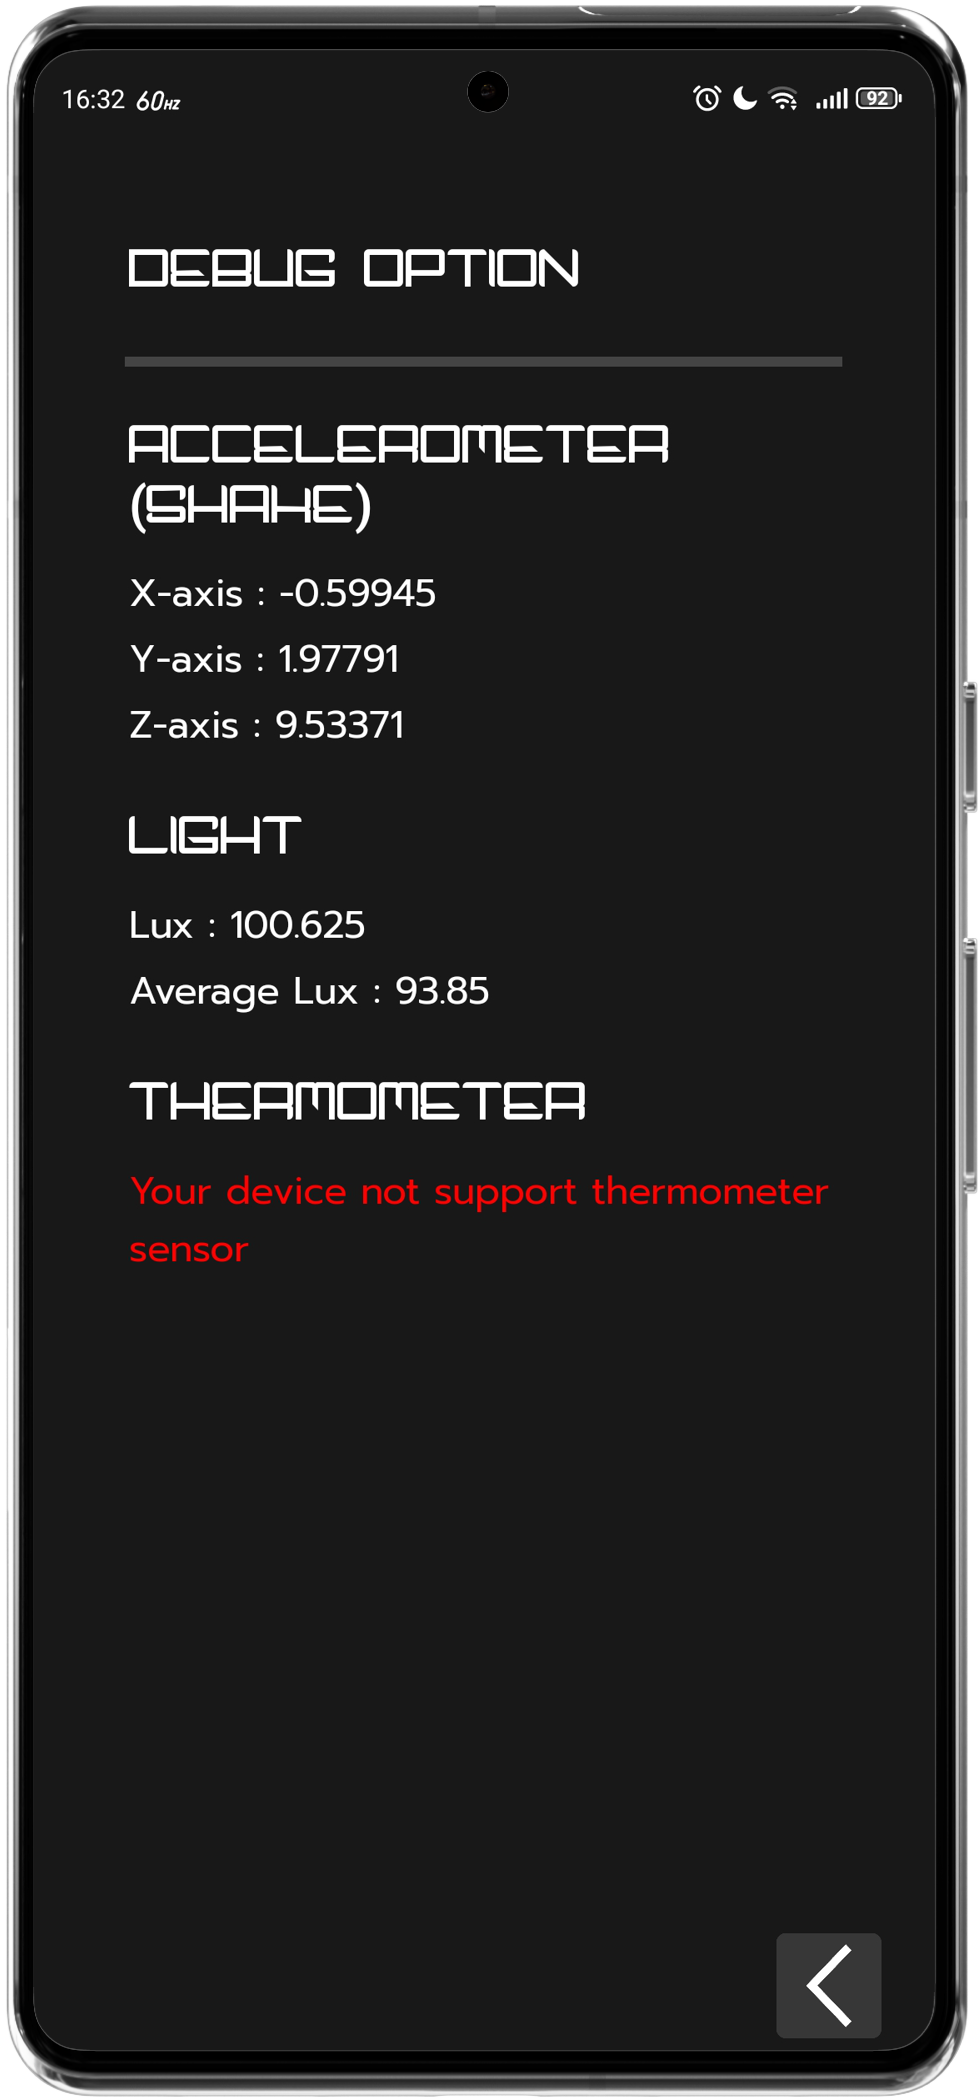 16:32 60HZ 92
DEBUG OPTION
ACCELEROMETER
(SHAKE)
X-axis : -0.59945
Y-axis : 1.97791
Z-axis : 9.53371
LIGHT
Lux : 100.625
Average Lux : 93.85
THERMOMETER
Your device not support thermometer
sensor